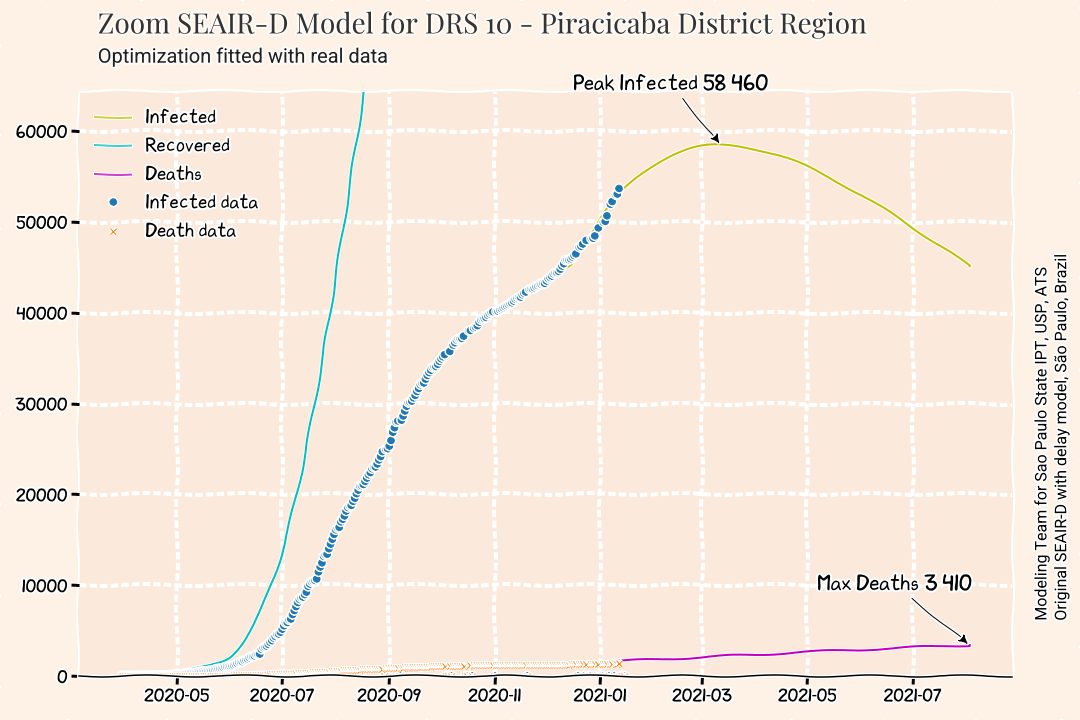 Zoom SEAIR-D Model for DRS 10 - Piracicaba District Region
Optimization fitted with real data
Peak Infected 58 460
Infected
Recovered
Deaths
Infected data
Death data
60000
50000
40000
30000
20000
10000
0
Max Deaths 3 410
2020-05
2020-07
2020-09
2020-11
2021-01
2021-03
2021-05
2021-07
Modeling Team for Sao Paulo State IPT, USP, ATS
Original SEAIR-D with delay model, São Paulo, Brazil